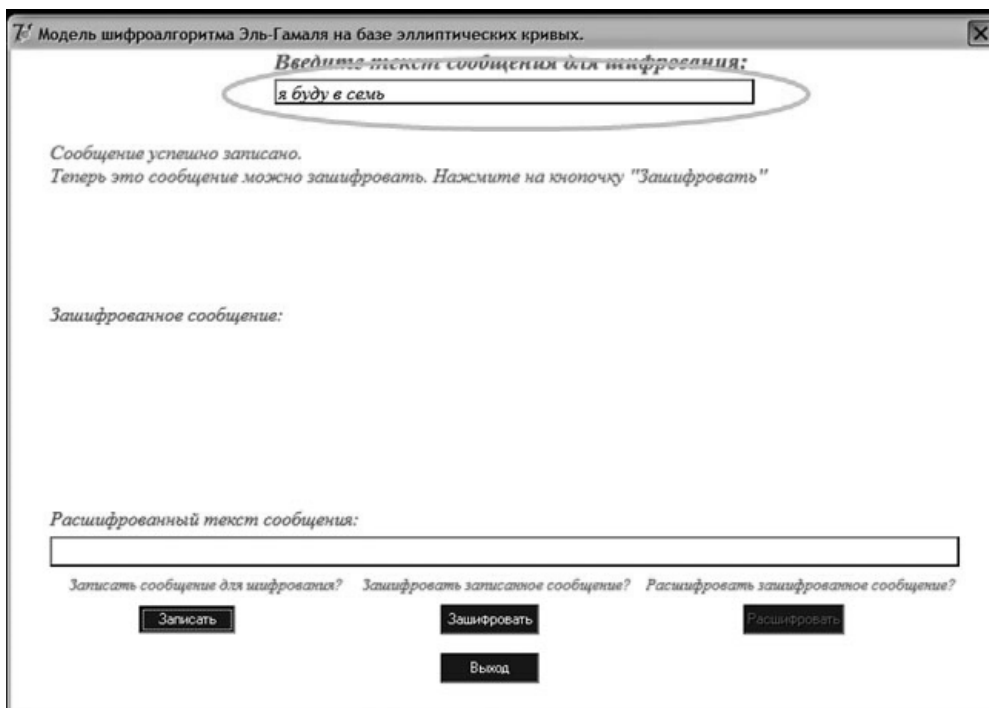 Модель шифроалгоритма Эль-Гамаля на базе эллиптических кривых.
Введите текст сообщения для шифрования:
я буду в семь
Сообщение успешно записано.
Теперь это сообщение можно зашифровать. Нажмите на кнопочку "Зашифровать"
Зашифрованное сообщение:
Расшифрованный текст сообщения:
Записать сообщение для шифрования? Зашифровать записанное сообщение? Расшифровать зашифрованное сообщение?
Записать Зашифровать Расшифровать
Выход